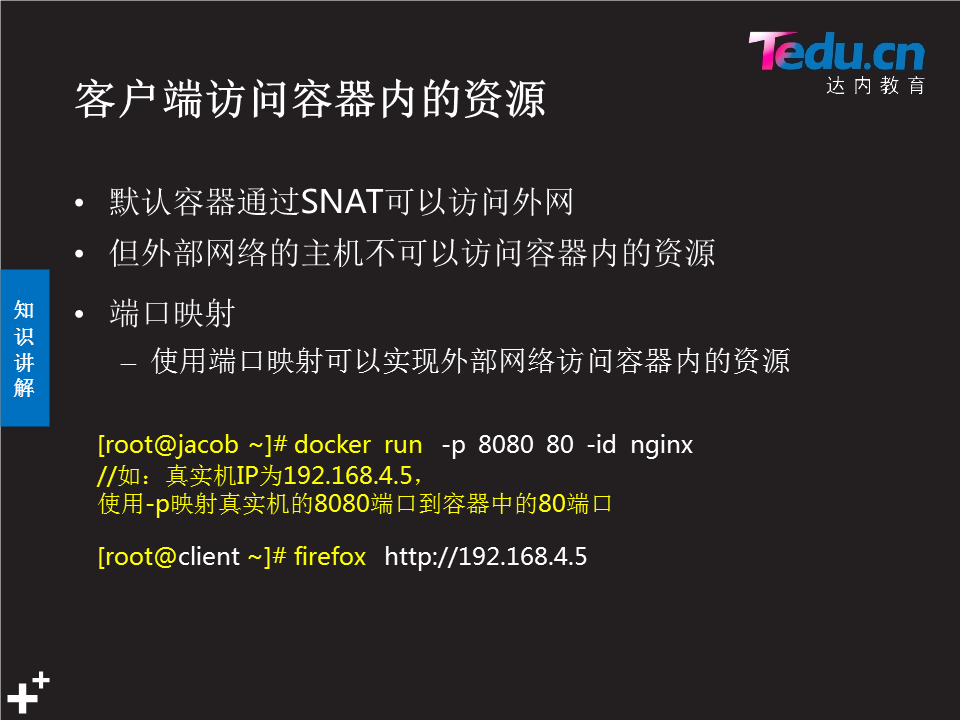 Tedu.cn
达内教育
客户端访问容器内的资源
• 默认容器通过SNAT可以访问外网
• 但外部网络的主机不可以访问容器内的资源
• 端口映射
– 使用端口映射可以实现外部网络访问容器内的资源
知识讲解
[root@jacob ~]# docker run -p 8080 80 -id nginx
//如：真实机IP为192.168.4.5，
使用-p映射真实机的8080端口到容器中的80端口
[root@client ~]# firefox http://192.168.4.5